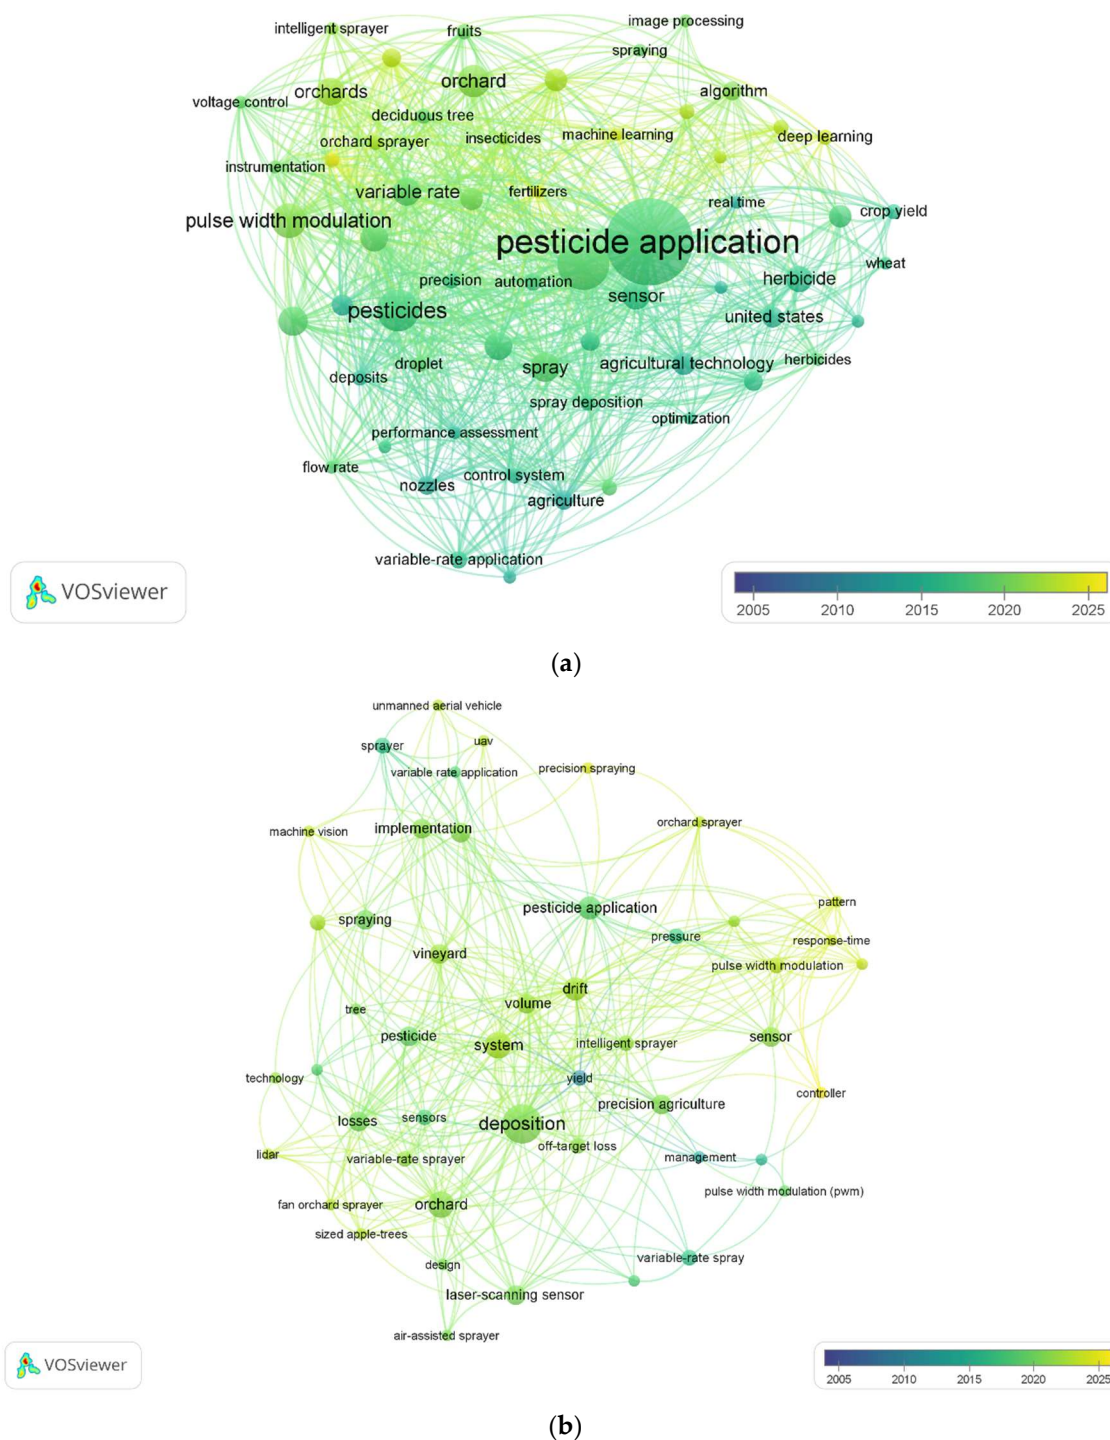 image processing
intelligent sprayer
fruits
spraying
orchard
orchards
algorithm
voltage control
deciduous tree
machine learning
deep learning
orchard sprayer
insecticides
instrumentation
variable rate
fertilizers
real time
crop yield
pulse width modulation
pesticide application
wheat
precision
automation
herbicide
sensor
pesticides
united states
droplet
spray
agricultural technology
herbicides
deposits
spray deposition
optimization
performance assessment
flow rate
control system
nozzles
agriculture
variable-rate application
VOSviewer
2005
2010
2015
2020
2025
(a)
unmanned aerial vehicle
sprayer
uav
variable rate application
precision spraying
machine vision
implementation
orchard sprayer
pesticide application
pattern
spraying
pressure
response-time
vineyard
pulse width modulation
drift
volume
tree
pesticide
system
intelligent sprayer
sensor
technology
yield
controller
precision agriculture
losses
sensors
deposition
off-target loss
lidar
variable-rate sprayer
management
pulse width modulation (pwm)
fan orchard sprayer
orchard
sized apple-trees
design
variable-rate spray
laser-scanning sensor
air-assisted sprayer
VOSviewer
2005
2010
2015
2020
2025
(b)